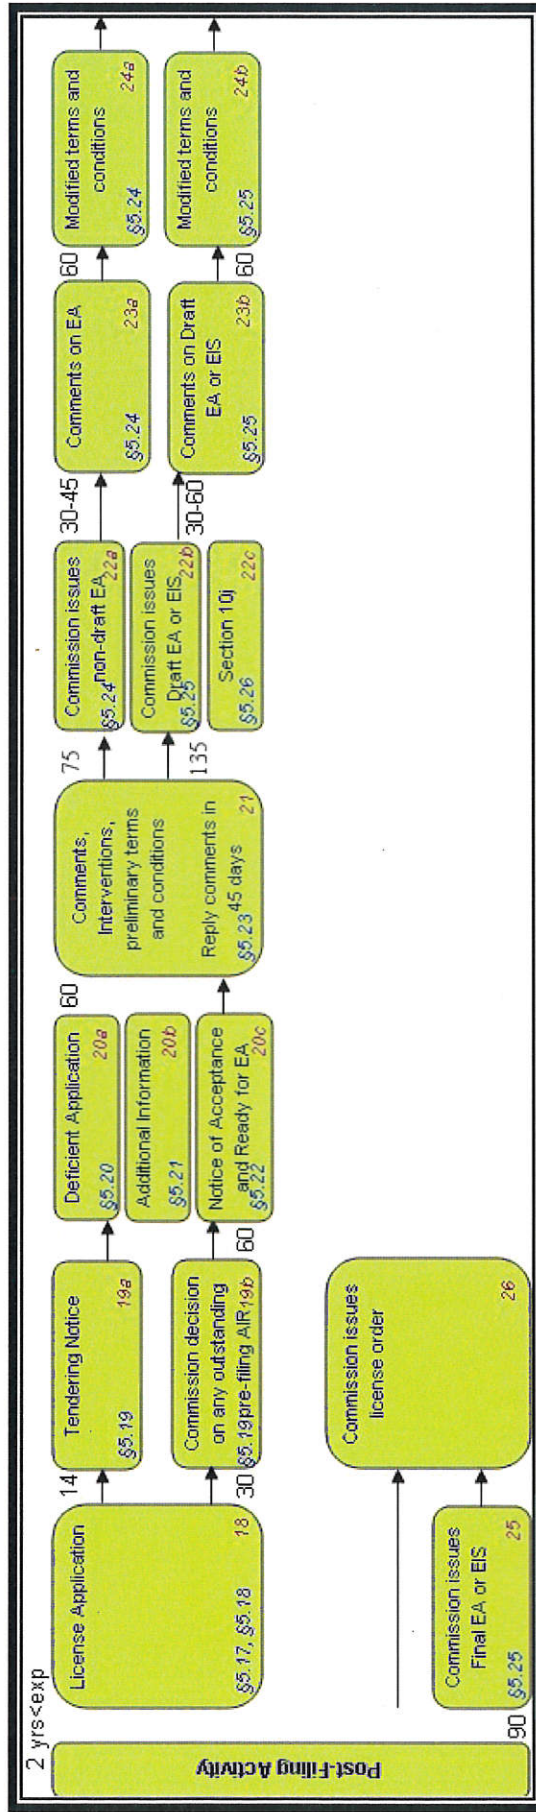 2 yrs<exp
Post-Filing Activity
License Application
§5.17, §5.18 18
14
30
Tendering Notice
§5.19 19a
Commission decision
on any outstanding
§5.19 pre-filing AIR 19b
60
Deficient Application
§5.20 20a
Additional Information
§5.21 20b
Notice of Acceptance
and Ready for EA
§5.22 20c
60
Comments,
Interventions,
preliminary terms
and conditions
Reply comments in
§5.23 45 days 21
75
135
Commission issues
non-draft EA
§5.24 22a
Commission issues
Draft EA or EIS
§5.25 22b
Section 10j
§5.26 22c
30-45
30-60
Comments on EA
§5.24 23a
Comments on Draft
EA or EIS
§5.25 23b
60
60
Modified terms and
conditions
§5.24 24a
Modified terms and
conditions
§5.25 24b
90
Commission issues
Final EA or EIS
§5.25 25
Commission issues
license order
26